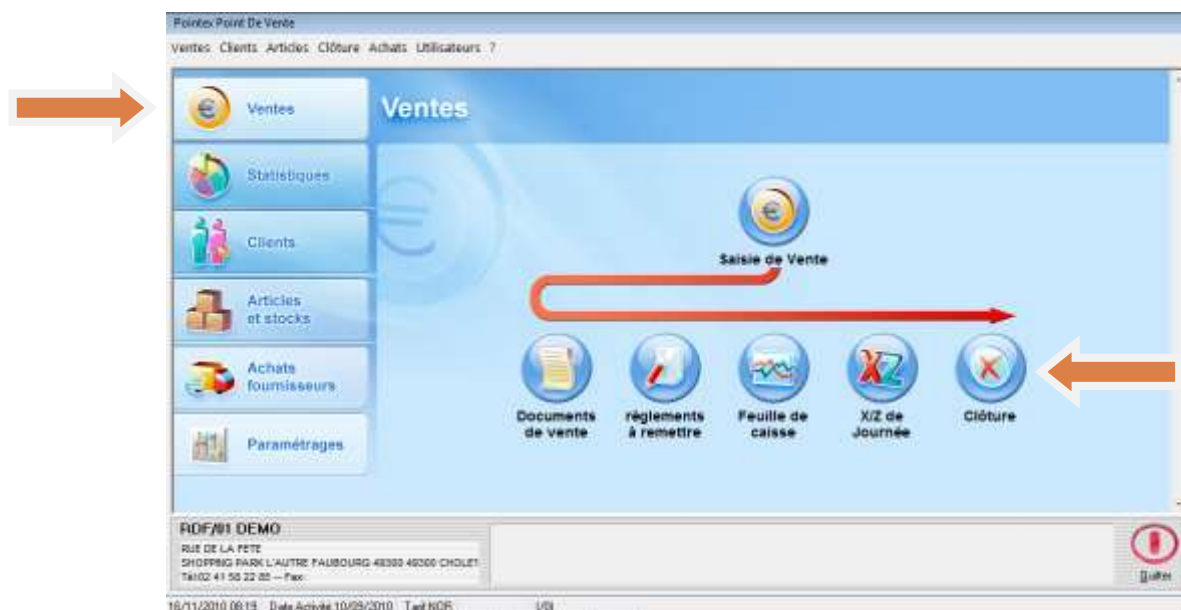 Pointex Point De Vente
Ventes Clients Articles Clôture Achats Utilisateurs ?
Ventes
Ventes
Statistiques
Clients
Articles
et stocks
Achats
fournisseurs
Paramétrages
Saisie de Vente
Documents
de vente
réglements
à remettre
Feuille de
caisse
X/Z de
Journée
Clôture
RDF/01 DEMO
RUE DE LA FETE
SHOPPING PARK L'AUTRE FAUBOURG 49300 49300 CHOLET
Tél:02 41 56 22 85 -- Fax:
Quitter
16/11/2010 08:19 Date Activité 10/09/2010 Tarif NOR